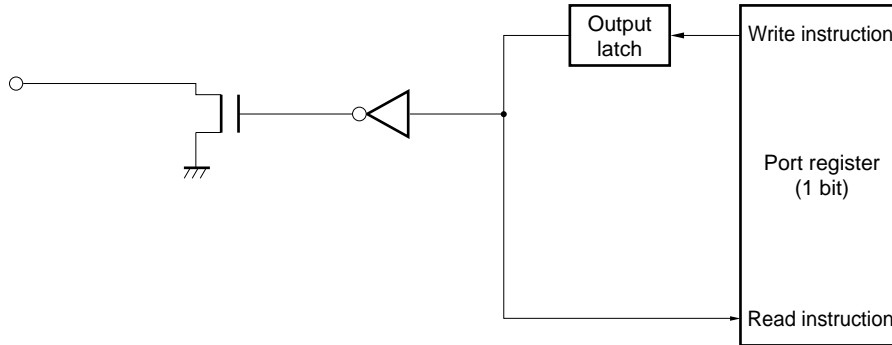 Output
latch
Write instruction
Port register
(1 bit)
Read instruction